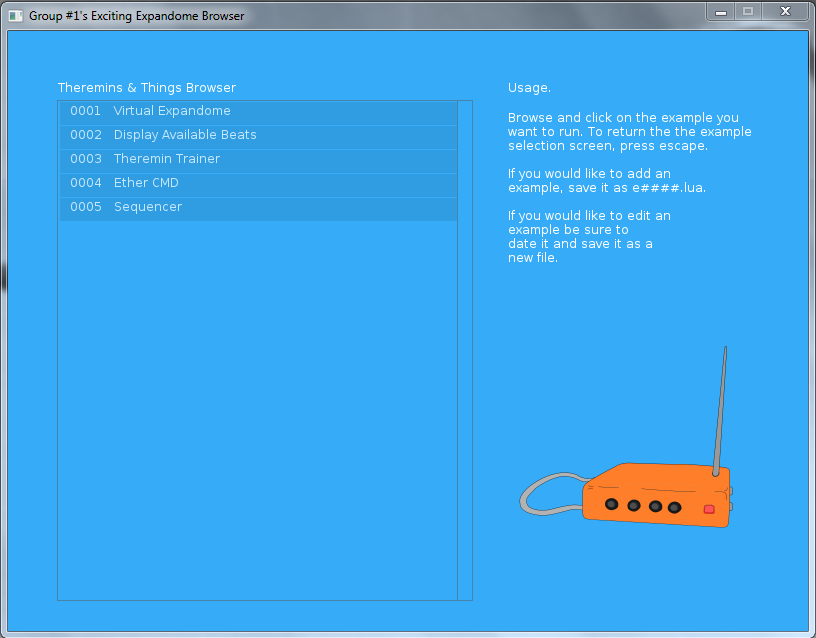 Group #1's Exciting Expandome Browser
Theremins & Things Browser
0001 Virtual Expandome
0002 Display Available Beats
0003 Theremin Trainer
0004 Ether CMD
0005 Sequencer
Usage.
Browse and click on the example you
want to run. To return the the example
selection screen, press escape.
If you would like to add an
example, save it as e####.lua.
If you would like to edit an
example be sure to
date it and save it as a
new file.